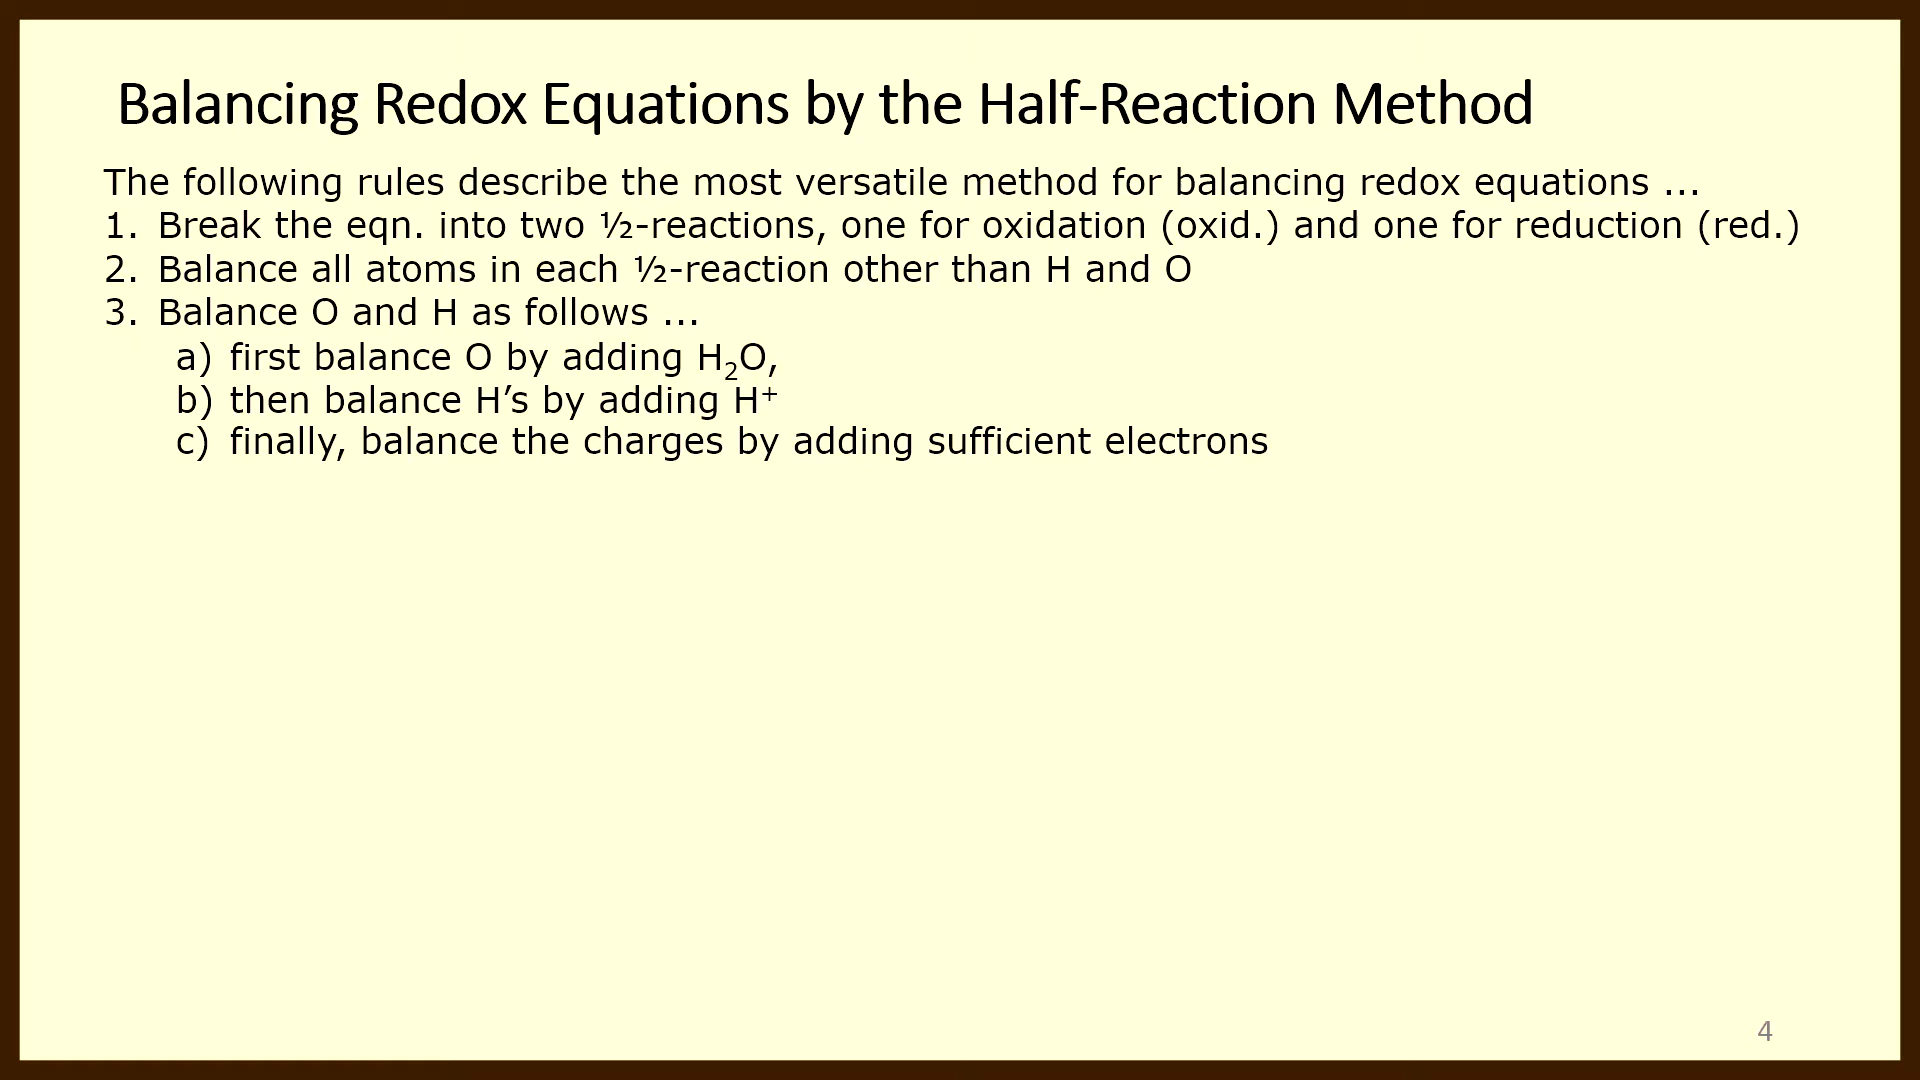 Balancing Redox Equations by the Half-Reaction Method
The following rules describe the most versatile method for balancing redox equations ...
1. Break the eqn. into two ½-reactions, one for oxidation (oxid.) and one for reduction (red.)
2. Balance all atoms in each ½-reaction other than H and O
3. Balance O and H as follows ...
a) first balance O by adding H₂O,
b) then balance H’s by adding H⁺
c) finally, balance the charges by adding sufficient electrons
4